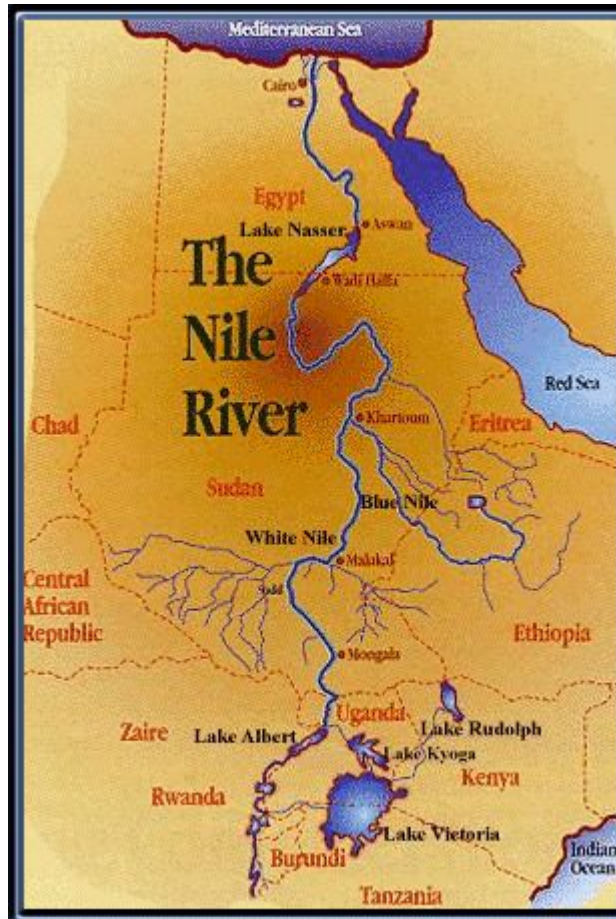 Mediterranean Sea
Cairo
Egypt
Lake Nasser
Aswan
The
Nile
River
Wadi Halfa
Red Sea
Chad
Khartoum
Eritrea
Sudan
Blue Nile
White Nile
Malakal
Central
African
Republic
Sudd
Ethiopia
Mongala
Zaire
Lake Albert
Uganda
Lake Rudolph
Lake Kyoga
Kenya
Rwanda
Lake Victoria
Burundi
Indian
Ocean
Tanzania